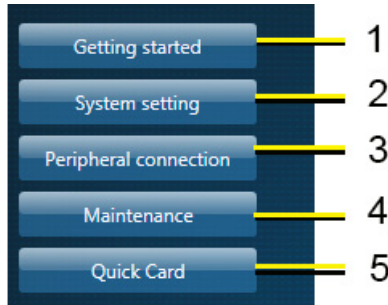 Getting started 1
System setting 2
Peripheral connection 3
Maintenance 4
Quick Card 5